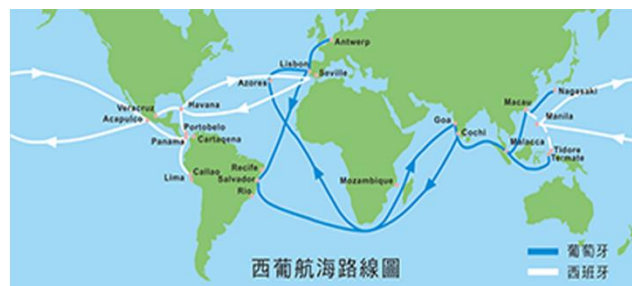 Antwerp
Lisbon
Azores
Seville
Nagasaki
Veracruz
Havana
Acapulco
Macau
Manila
Goa
Portobelo
Cartaqena
Cochi
Panama
Malacca
Tidore
Termate
Lima
Callao
Recife
Salvador
Rio
Mozambique
西葡航海路線圖
葡萄牙
西班牙